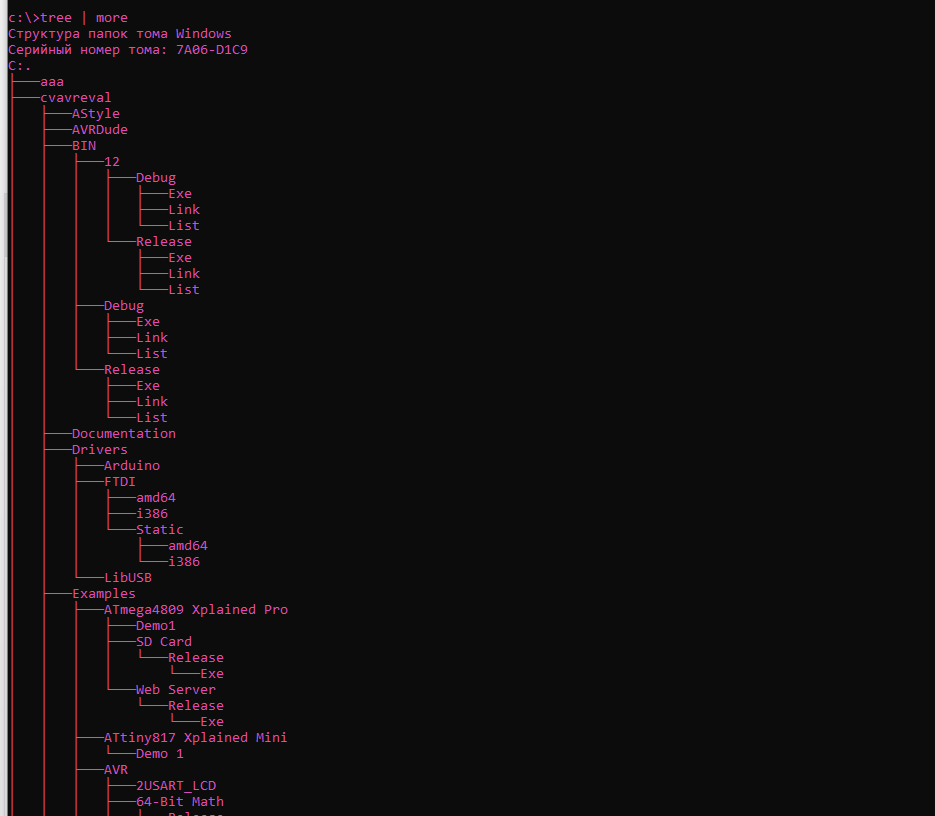 c:\>tree | more
Структура папок тома Windows
Серийный номер тома: 7A06-D1C9
C:.
├───aaa
├───cvavreval
│   ├───AStyle
│   ├───AVRDude
│   ├───BIN
│   │   ├───12
│   │   │   ├───Debug
│   │   │   │   ├───Exe
│   │   │   │   ├───Link
│   │   │   │   └───List
│   │   │   └───Release
│   │   │       ├───Exe
│   │   │       ├───Link
│   │   │       └───List
│   │   ├───Debug
│   │   │   ├───Exe
│   │   │   ├───Link
│   │   │   └───List
│   │   └───Release
│   │       ├───Exe
│   │       ├───Link
│   │       └───List
│   ├───Documentation
│   ├───Drivers
│   │   ├───Arduino
│   │   ├───FTDI
│   │   │   ├───amd64
│   │   │   ├───i386
│   │   │   └───Static
│   │   │       ├───amd64
│   │   │       └───i386
│   │   └───LibUSB
│   ├───Examples
│   │   ├───ATmega4809 Xplained Pro
│   │   │   ├───Demo1
│   │   │   ├───SD Card
│   │   │   │   └───Release
│   │   │   │       └───Exe
│   │   │   └───Web Server
│   │   │       └───Release
│   │   │           └───Exe
│   │   ├───ATtiny817 Xplained Mini
│   │   │   └───Demo 1
│   │   ├───AVR
│   │   │   ├───2USART_LCD
│   │   │   ├───64-Bit Math
│   │   │   │   └───Release